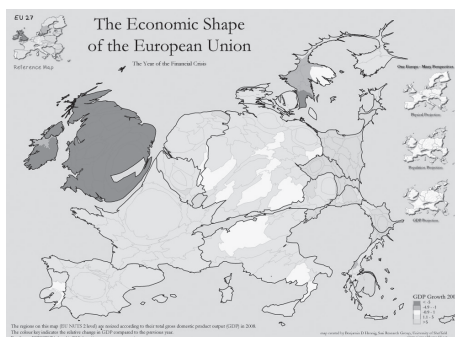 EU 27
Reference Map
The Economic Shape
of the European Union
The Year of the Financial Crisis
One Europe - Many Perspectives
Physical Projection
Population Projection
GDP Projection
GDP Growth
The regions on this map (EU NUTS 2 level) are resized according to their total gross domestic product output (GDP) in 2008.
The colour key indicates the relative change in GDP compared to the previous year.